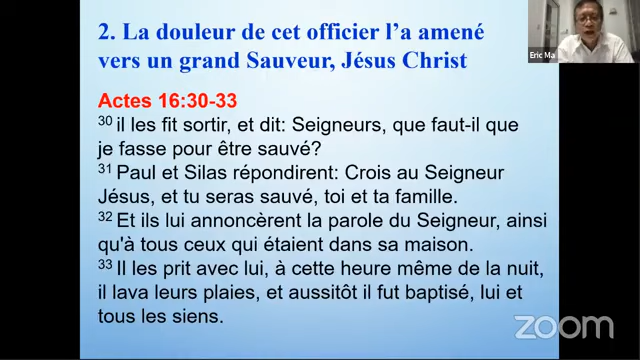 2. La douleur de cet officier l’a amené
vers un grand Sauveur, Jésus Christ
Actes 16:30-33
30 il les fit sortir, et dit: Seigneurs, que faut-il que
je fasse pour être sauvé?
31 Paul et Silas répondirent: Crois au Seigneur
Jésus, et tu seras sauvé, toi et ta famille.
32 Et ils lui annoncèrent la parole du Seigneur, ainsi
qu'à tous ceux qui étaient dans sa maison.
33 Il les prit avec lui, à cette heure même de la nuit,
il lava leurs plaies, et aussitôt il fut baptisé, lui et
tous les siens.
Eric Ma
zoom